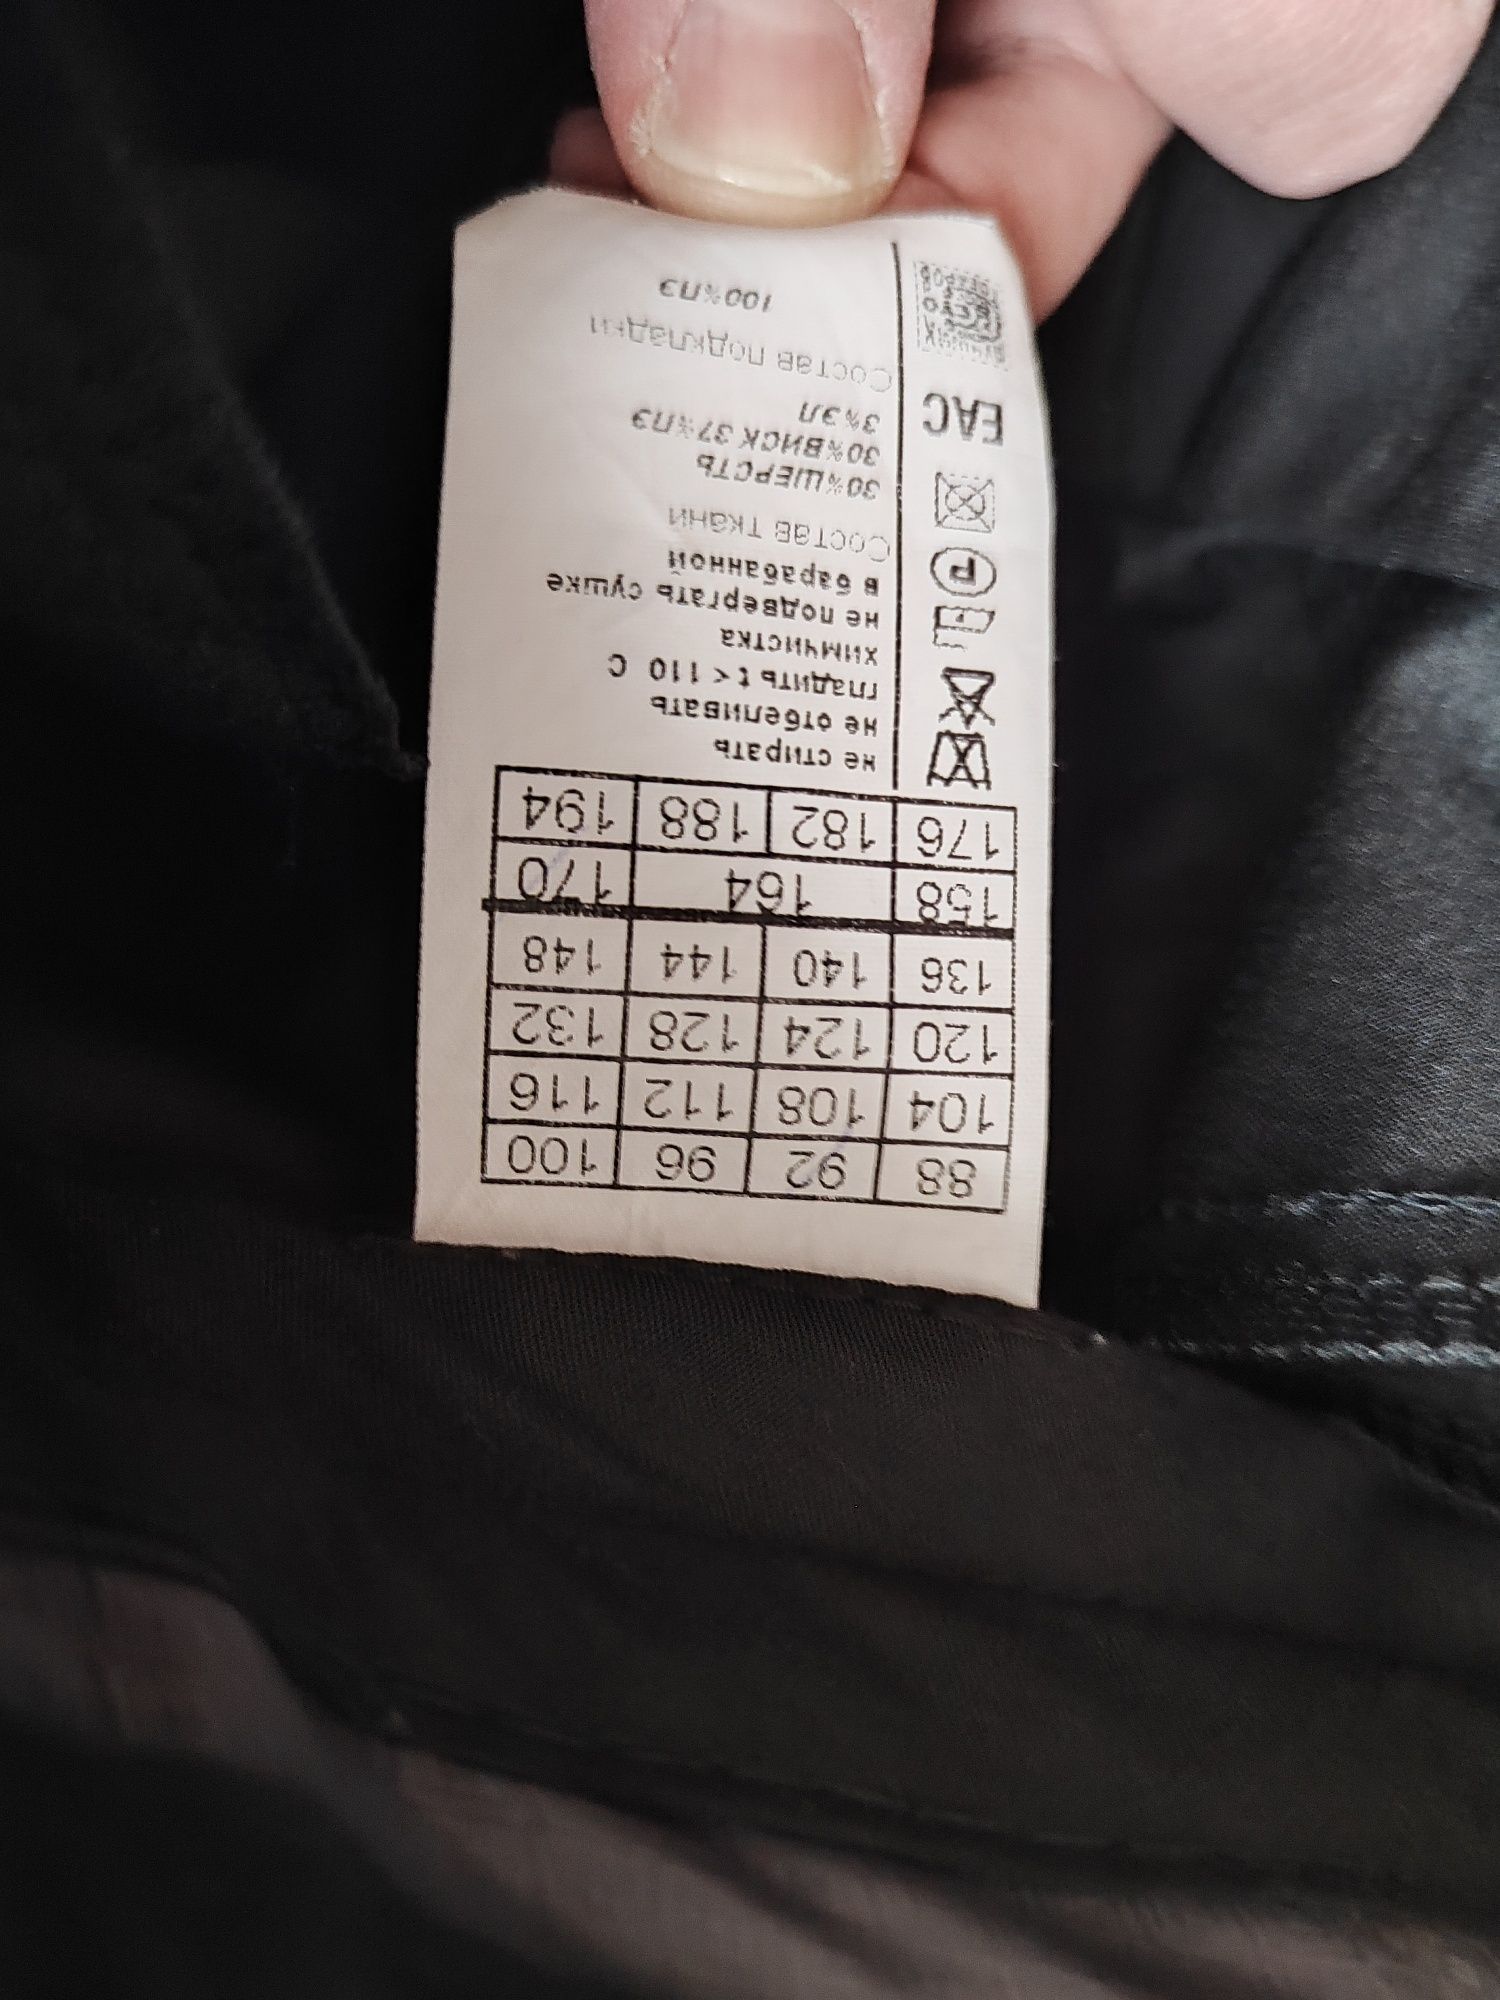 88 92 96 100
104 108 112 116
120 124 128 132
136 140 144 148
158 164 170
176 182 188 194
не стирать
не отбеливать
гладить t < 110 С
химчистка
не подвергать сушке
в барабанной
Состав ткани
30%ШЕРСТЬ
30%ВИСК 37%ПЭ
3%ЭЛ
Состав подкладки
100%ПЭ
P
EAC